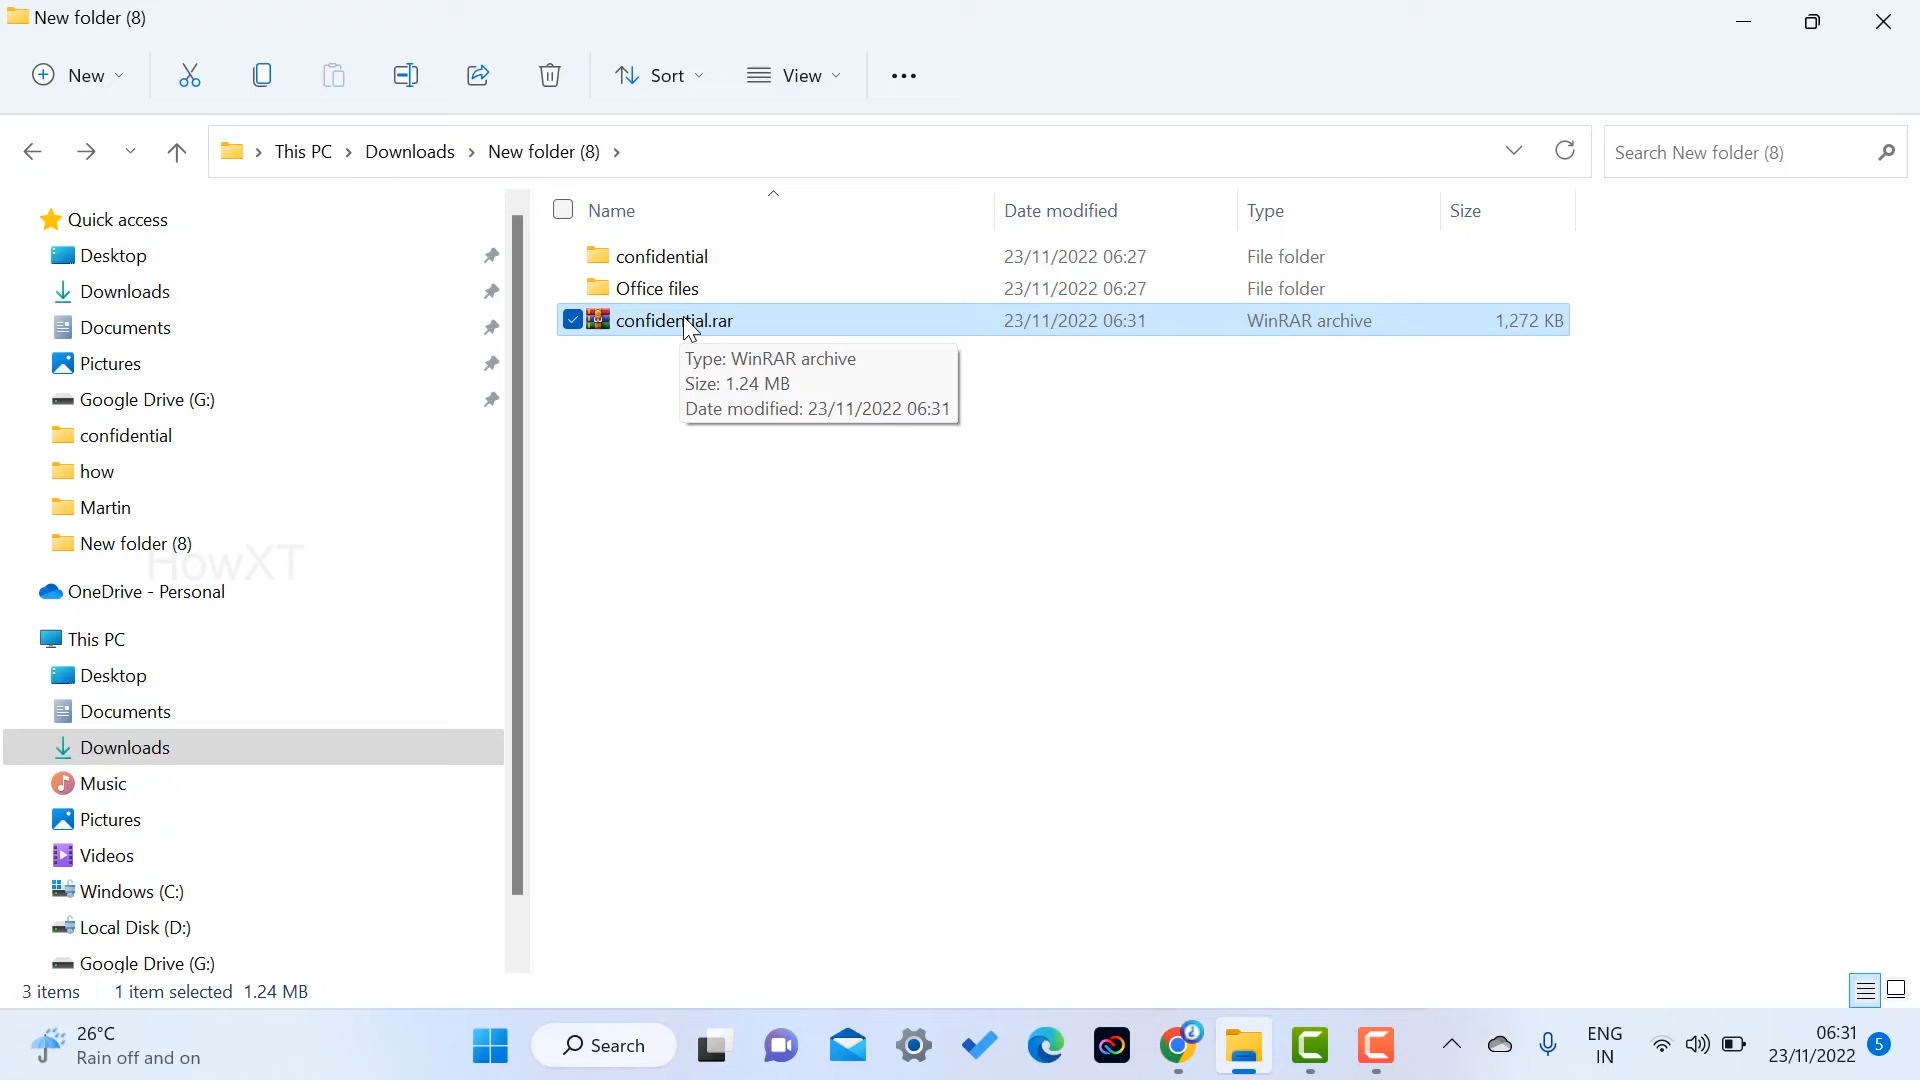 New folder (8)
New
Sort
View
This PC
Downloads
New folder (8)
Search New folder (8)
Quick access
Desktop
Downloads
Documents
Pictures
Google Drive (G:)
confidential
how
Martin
New folder (8)
HowXT
OneDrive - Personal
This PC
Desktop
Documents
Downloads
Music
Pictures
Videos
Windows (C:)
Local Disk (D:)
Google Drive (G:)
Name Date modified Type Size
confidential 23/11/2022 06:27 File folder
Office files 23/11/2022 06:27 File folder
confidential.rar 23/11/2022 06:31 WinRAR archive 1,272 KB
Type: WinRAR archive
Size: 1.24 MB
Date modified: 23/11/2022 06:31
3 items 1 item selected 1.24 MB
26°C
Rain off and on
Search
ENG
IN
06:31
23/11/2022
5